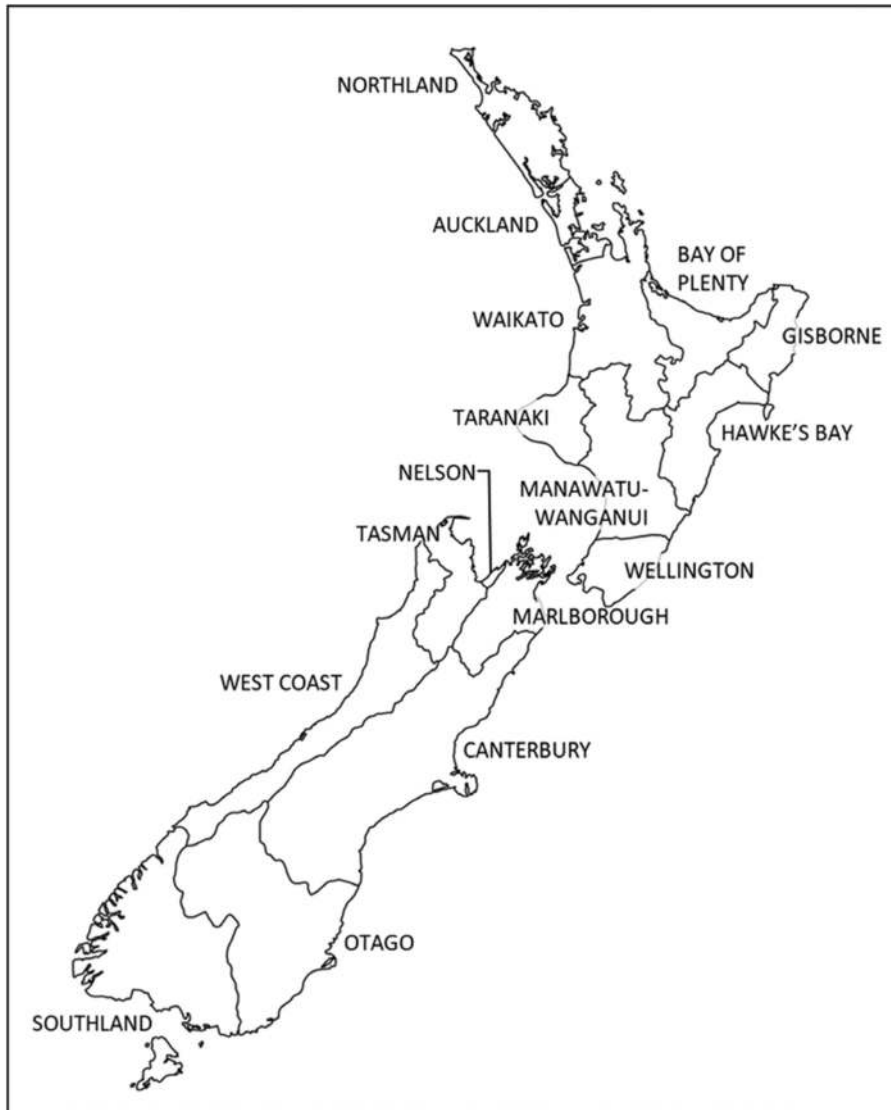 NORTHLAND
AUCKLAND
BAY OF
PLENTY
WAIKATO
GISBORNE
TARANAKI
HAWKE'S BAY
NELSON
MANAWATU-
WANGANUI
TASMAN
WELLINGTON
MARLBOROUGH
WEST COAST
CANTERBURY
OTAGO
SOUTHLAND